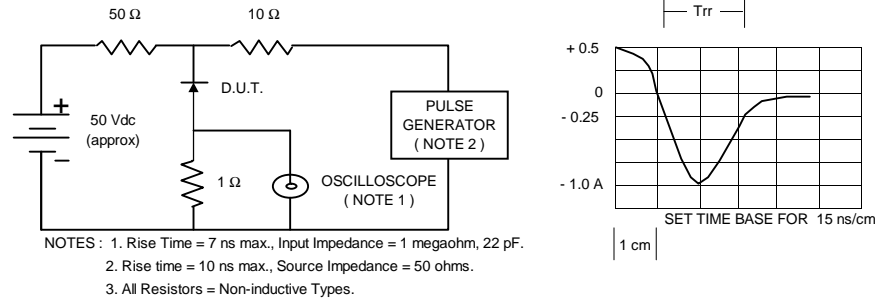 50 Ω
10 Ω
+
50 Vdc
(approx)
−
D.U.T.
1 Ω
OSCILLOSCOPE
( NOTE 1 )
PULSE
GENERATOR
( NOTE 2 )
NOTES : 1. Rise Time = 7 ns max., Input Impedance = 1 megaohm, 22 pF.
2. Rise time = 10 ns max., Source Impedance = 50 ohms.
3. All Resistors = Non-inductive Types.
Trr
+ 0.5
0
- 0.25
- 1.0 A
SET TIME BASE FOR 15 ns/cm
1 cm